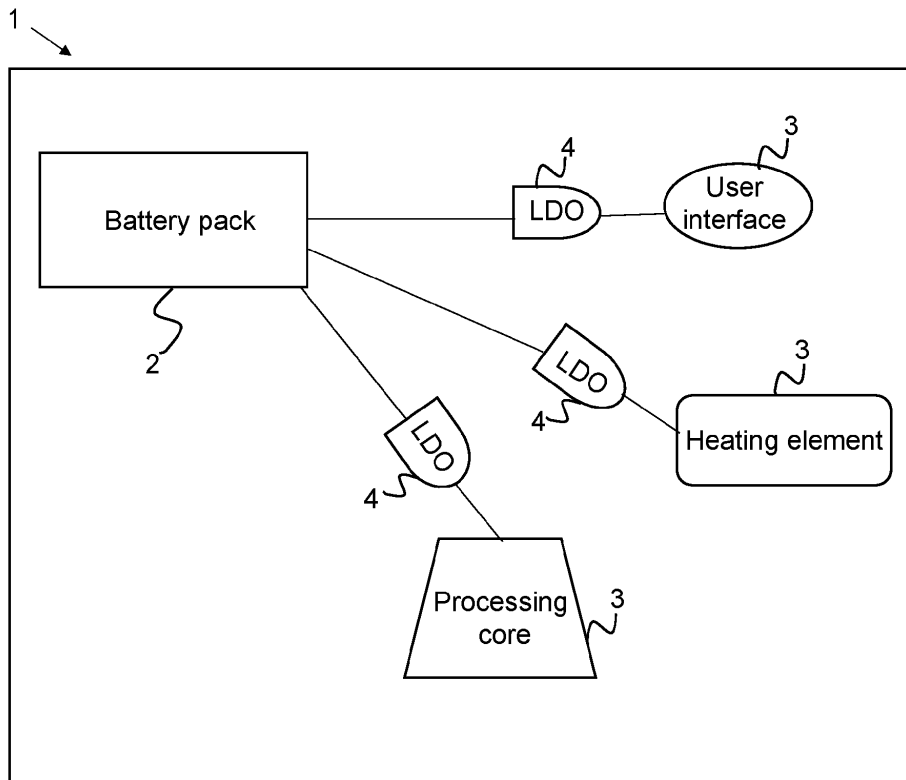 1
3
4
User
interface
LDO
Battery pack
2
3
LDO
4
Heating element
LDO
4
Processing
core
3